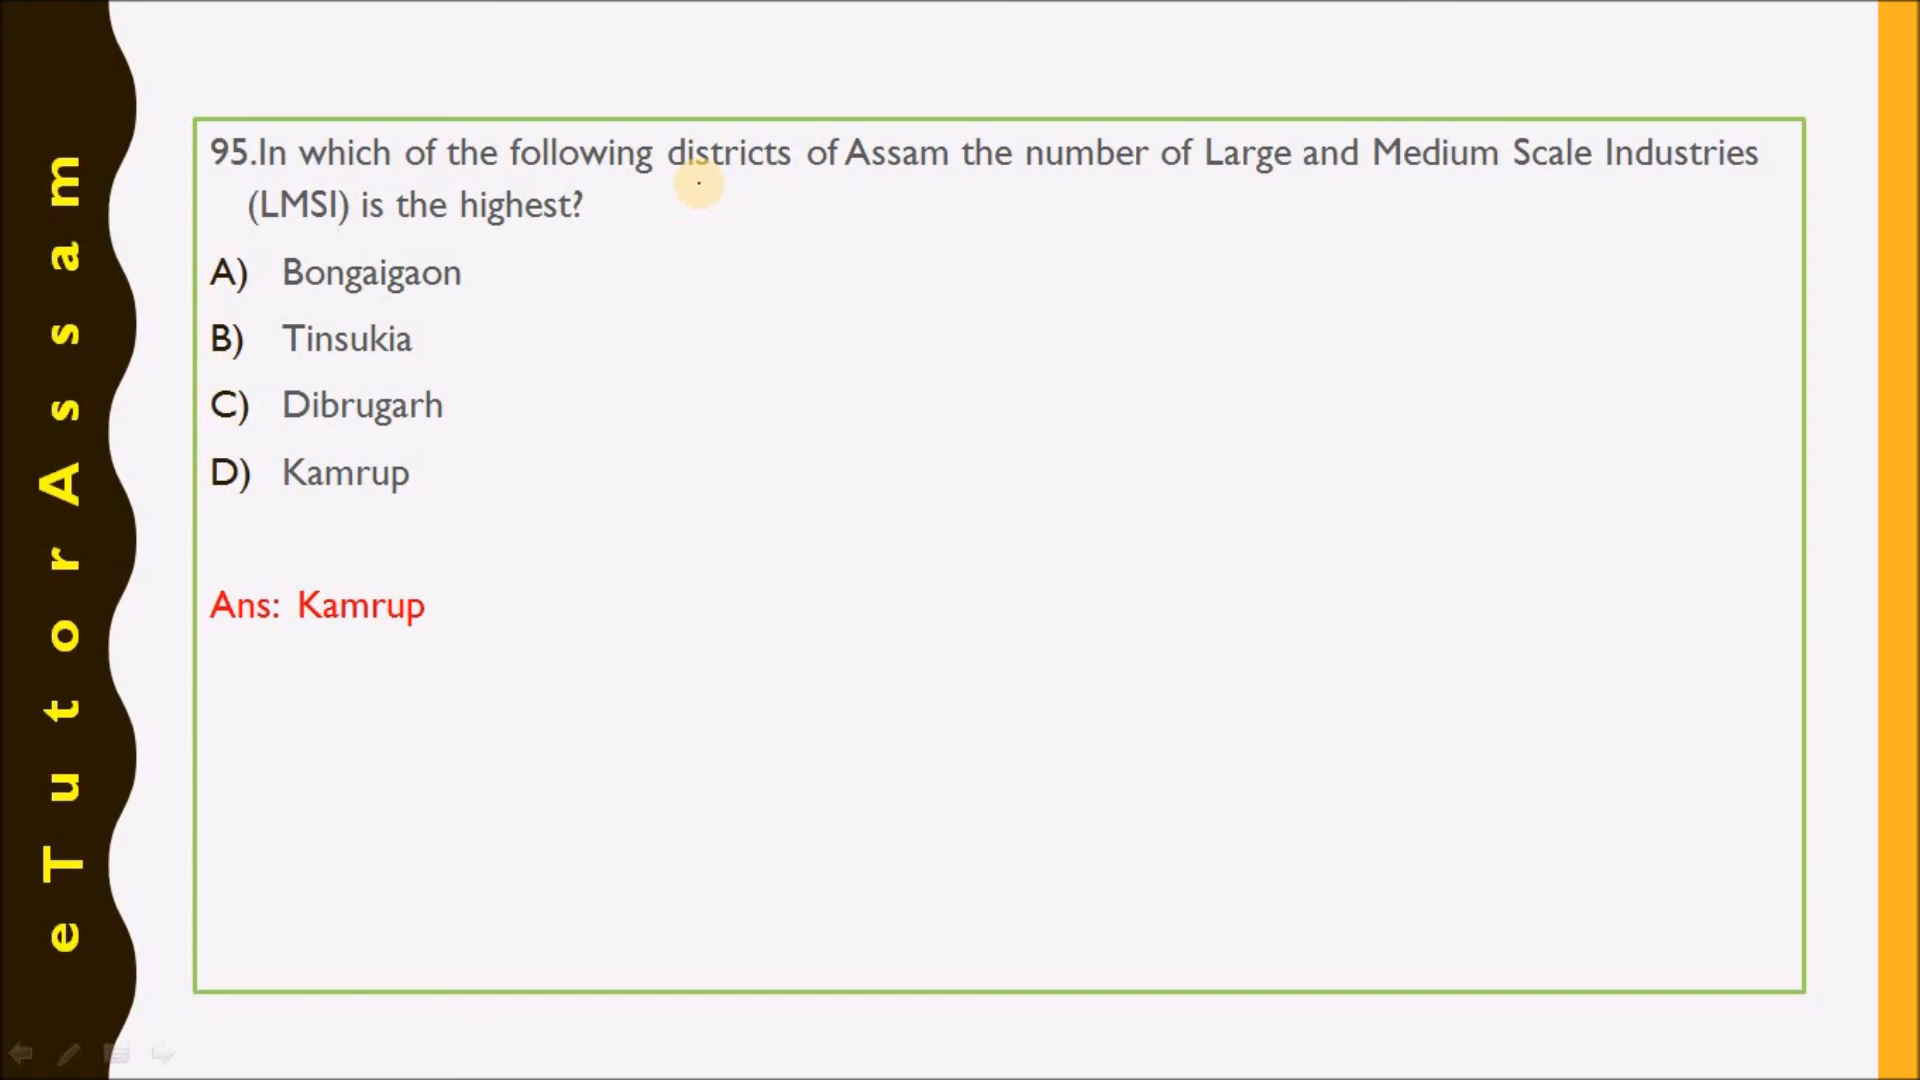 eTutorAssam
95.In which of the following districts of Assam the number of Large and Medium Scale Industries
(LMSI) is the highest?
A) Bongaigaon
B) Tinsukia
C) Dibrugarh
D) Kamrup
Ans: Kamrup